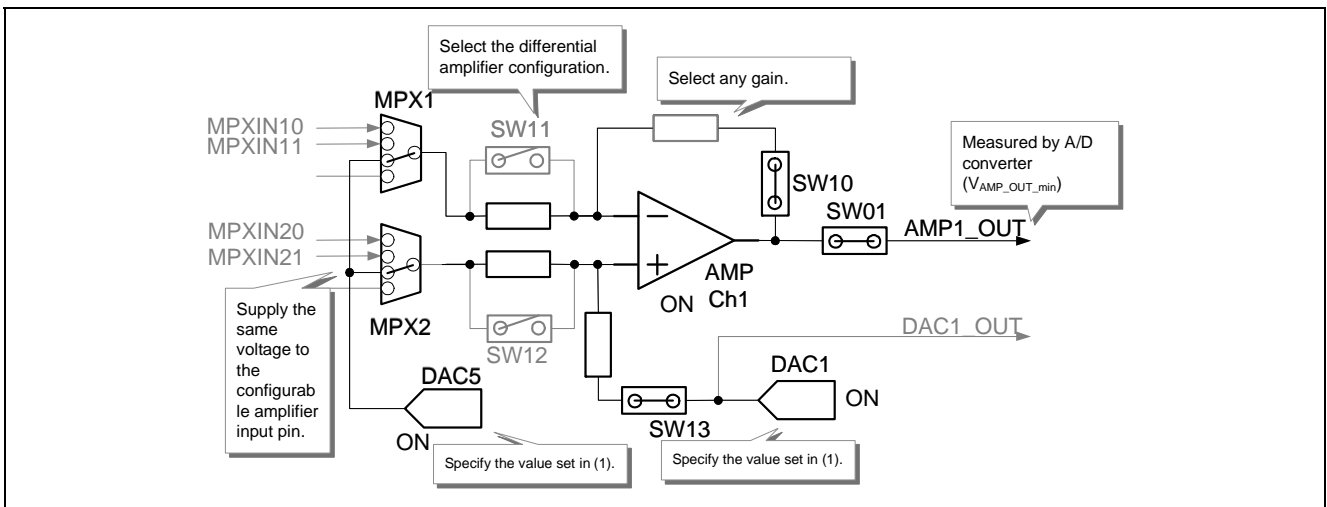 Select the differential
amplifier configuration.
Select any gain.
MPX1
MPXIN10
MPXIN11
SW11
Measured by A/D
converter
(VAMP_OUT_min)
SW10
SW01
AMP1_OUT
MPXIN20
MPXIN21
−
+
AMP
Ch1
ON
Supply the
same
voltage to
the
configurab
le amplifier
input pin.
MPX2
SW12
DAC1_OUT
DAC5
DAC1
ON
ON
SW13
Specify the value set in (1).
Specify the value set in (1).